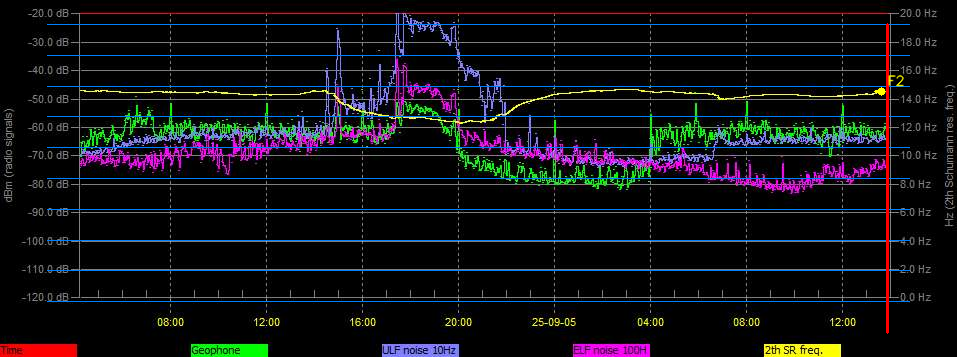 -20.0 dB
20.0 Hz
-30.0 dB
18.0 Hz
-40.0 dB
16.0 Hz
F2
-50.0 dB
14.0 Hz
-60.0 dB
12.0 Hz
-70.0 dB
10.0 Hz
-80.0 dB
8.0 Hz
-90.0 dB
6.0 Hz
-100.0 dB
4.0 Hz
-110.0 dB
2.0 Hz
-120.0 dB
0.0 Hz
dBm (radio signals)
Hz (2th Schumann res. freq.)
08:00 12:00 16:00 20:00 25-09-05 04:00 08:00 12:00
Time Geophone ULF noise 10Hz ELF noise 100H 2th SR freq.